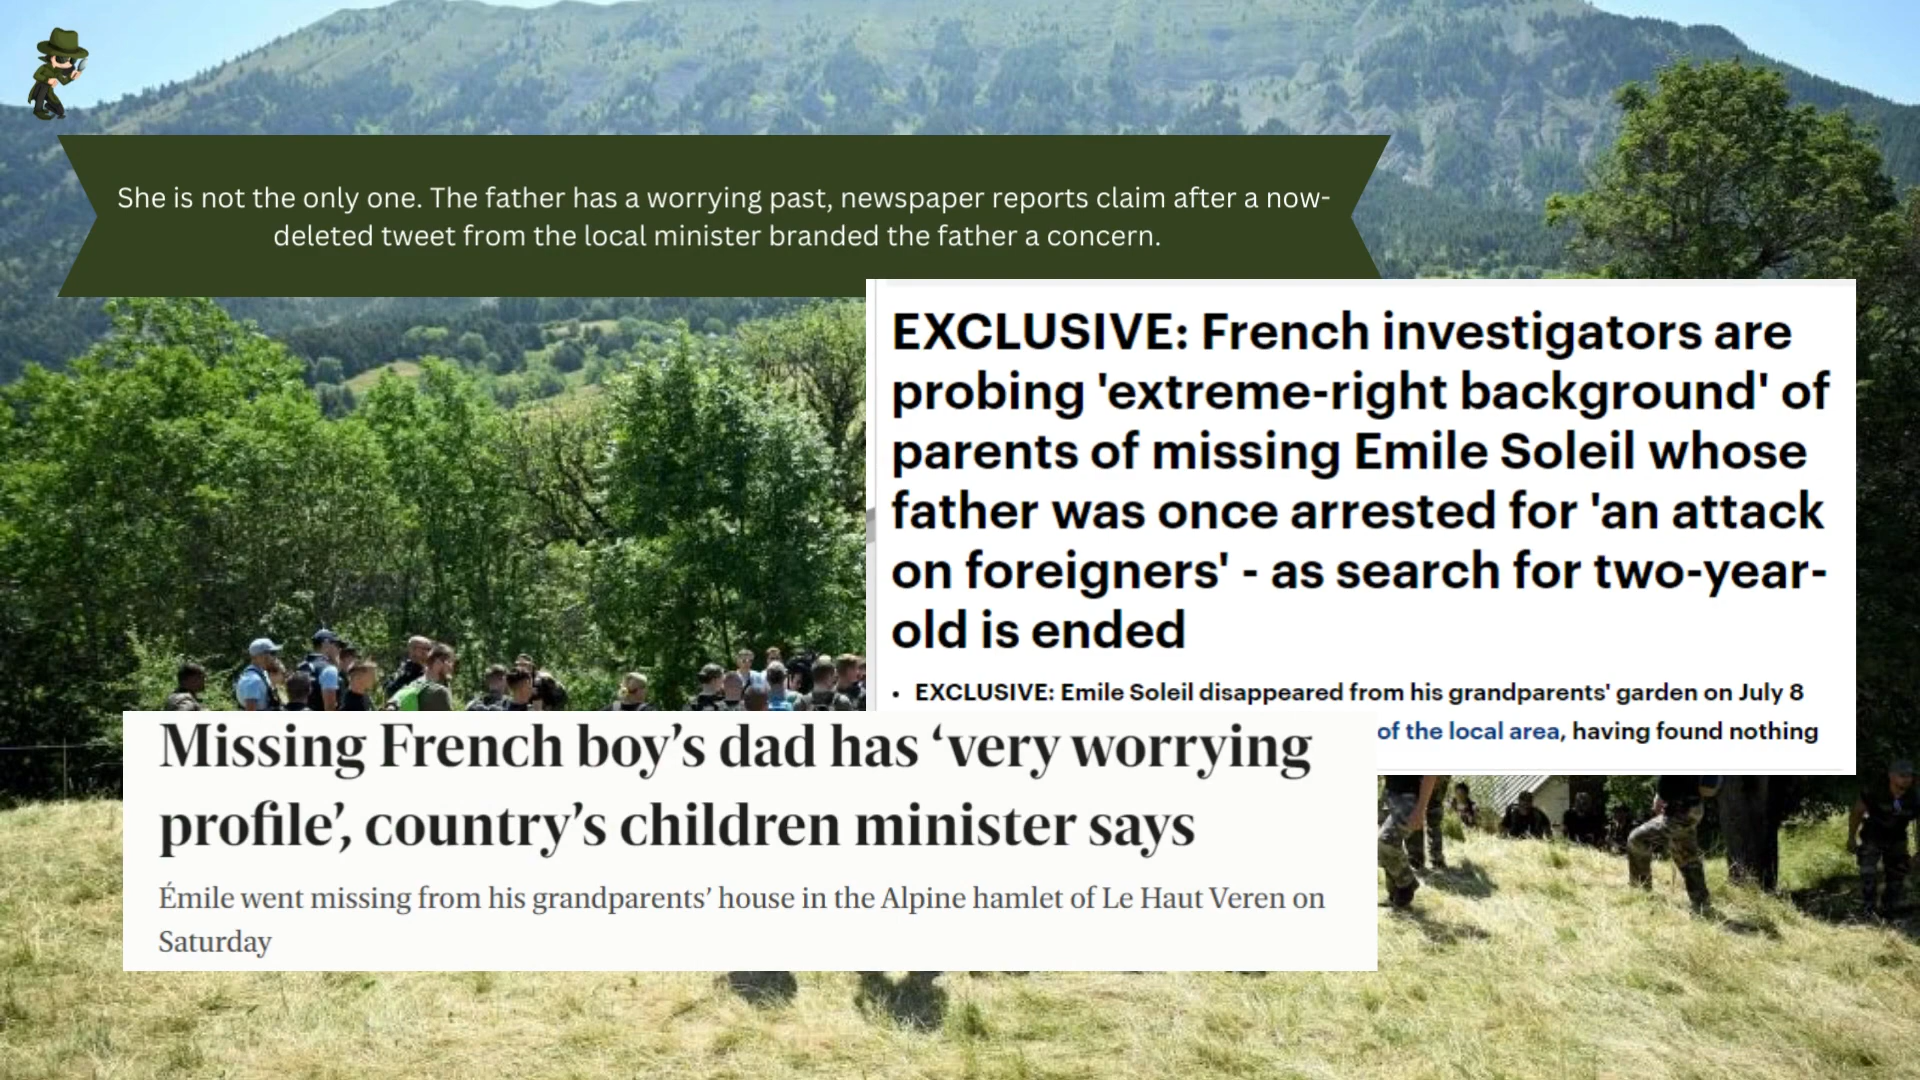 She is not the only one. The father has a worrying past, newspaper reports claim after a now-
deleted tweet from the local minister branded the father a concern.
EXCLUSIVE: French investigators are
probing 'extreme-right background' of
parents of missing Emile Soleil whose
father was once arrested for 'an attack
on foreigners' - as search for two-year-
old is ended
• EXCLUSIVE: Emile Soleil disappeared from his grandparents' garden on July 8
of the local area, having found nothing
Missing French boy’s dad has ‘very worrying
profile’, country’s children minister says
Émile went missing from his grandparents’ house in the Alpine hamlet of Le Haut Veren on
Saturday